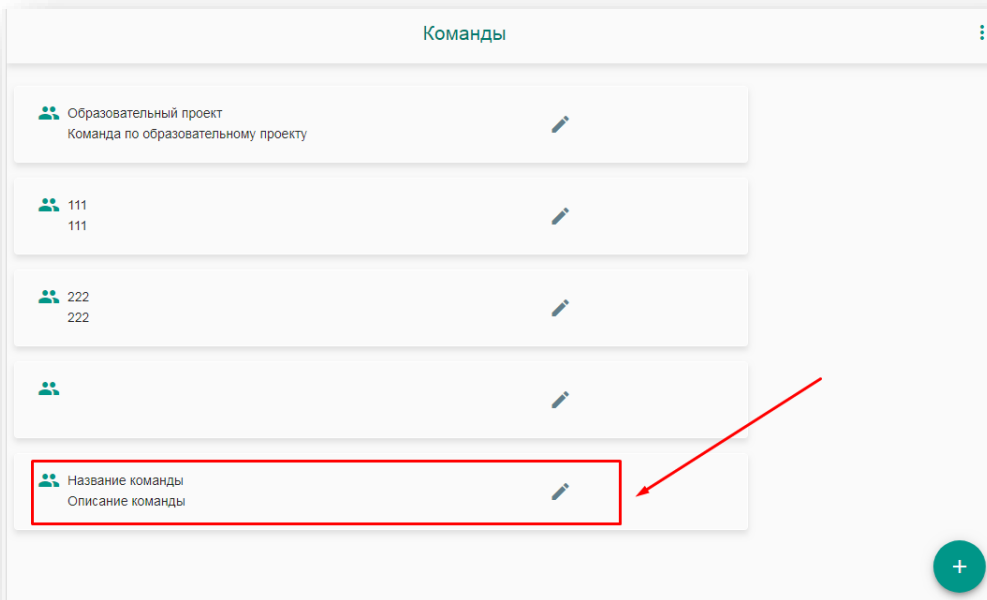 Команды
Образовательный проект
Команда по образовательному проекту
111
111
222
222
Название команды
Описание команды